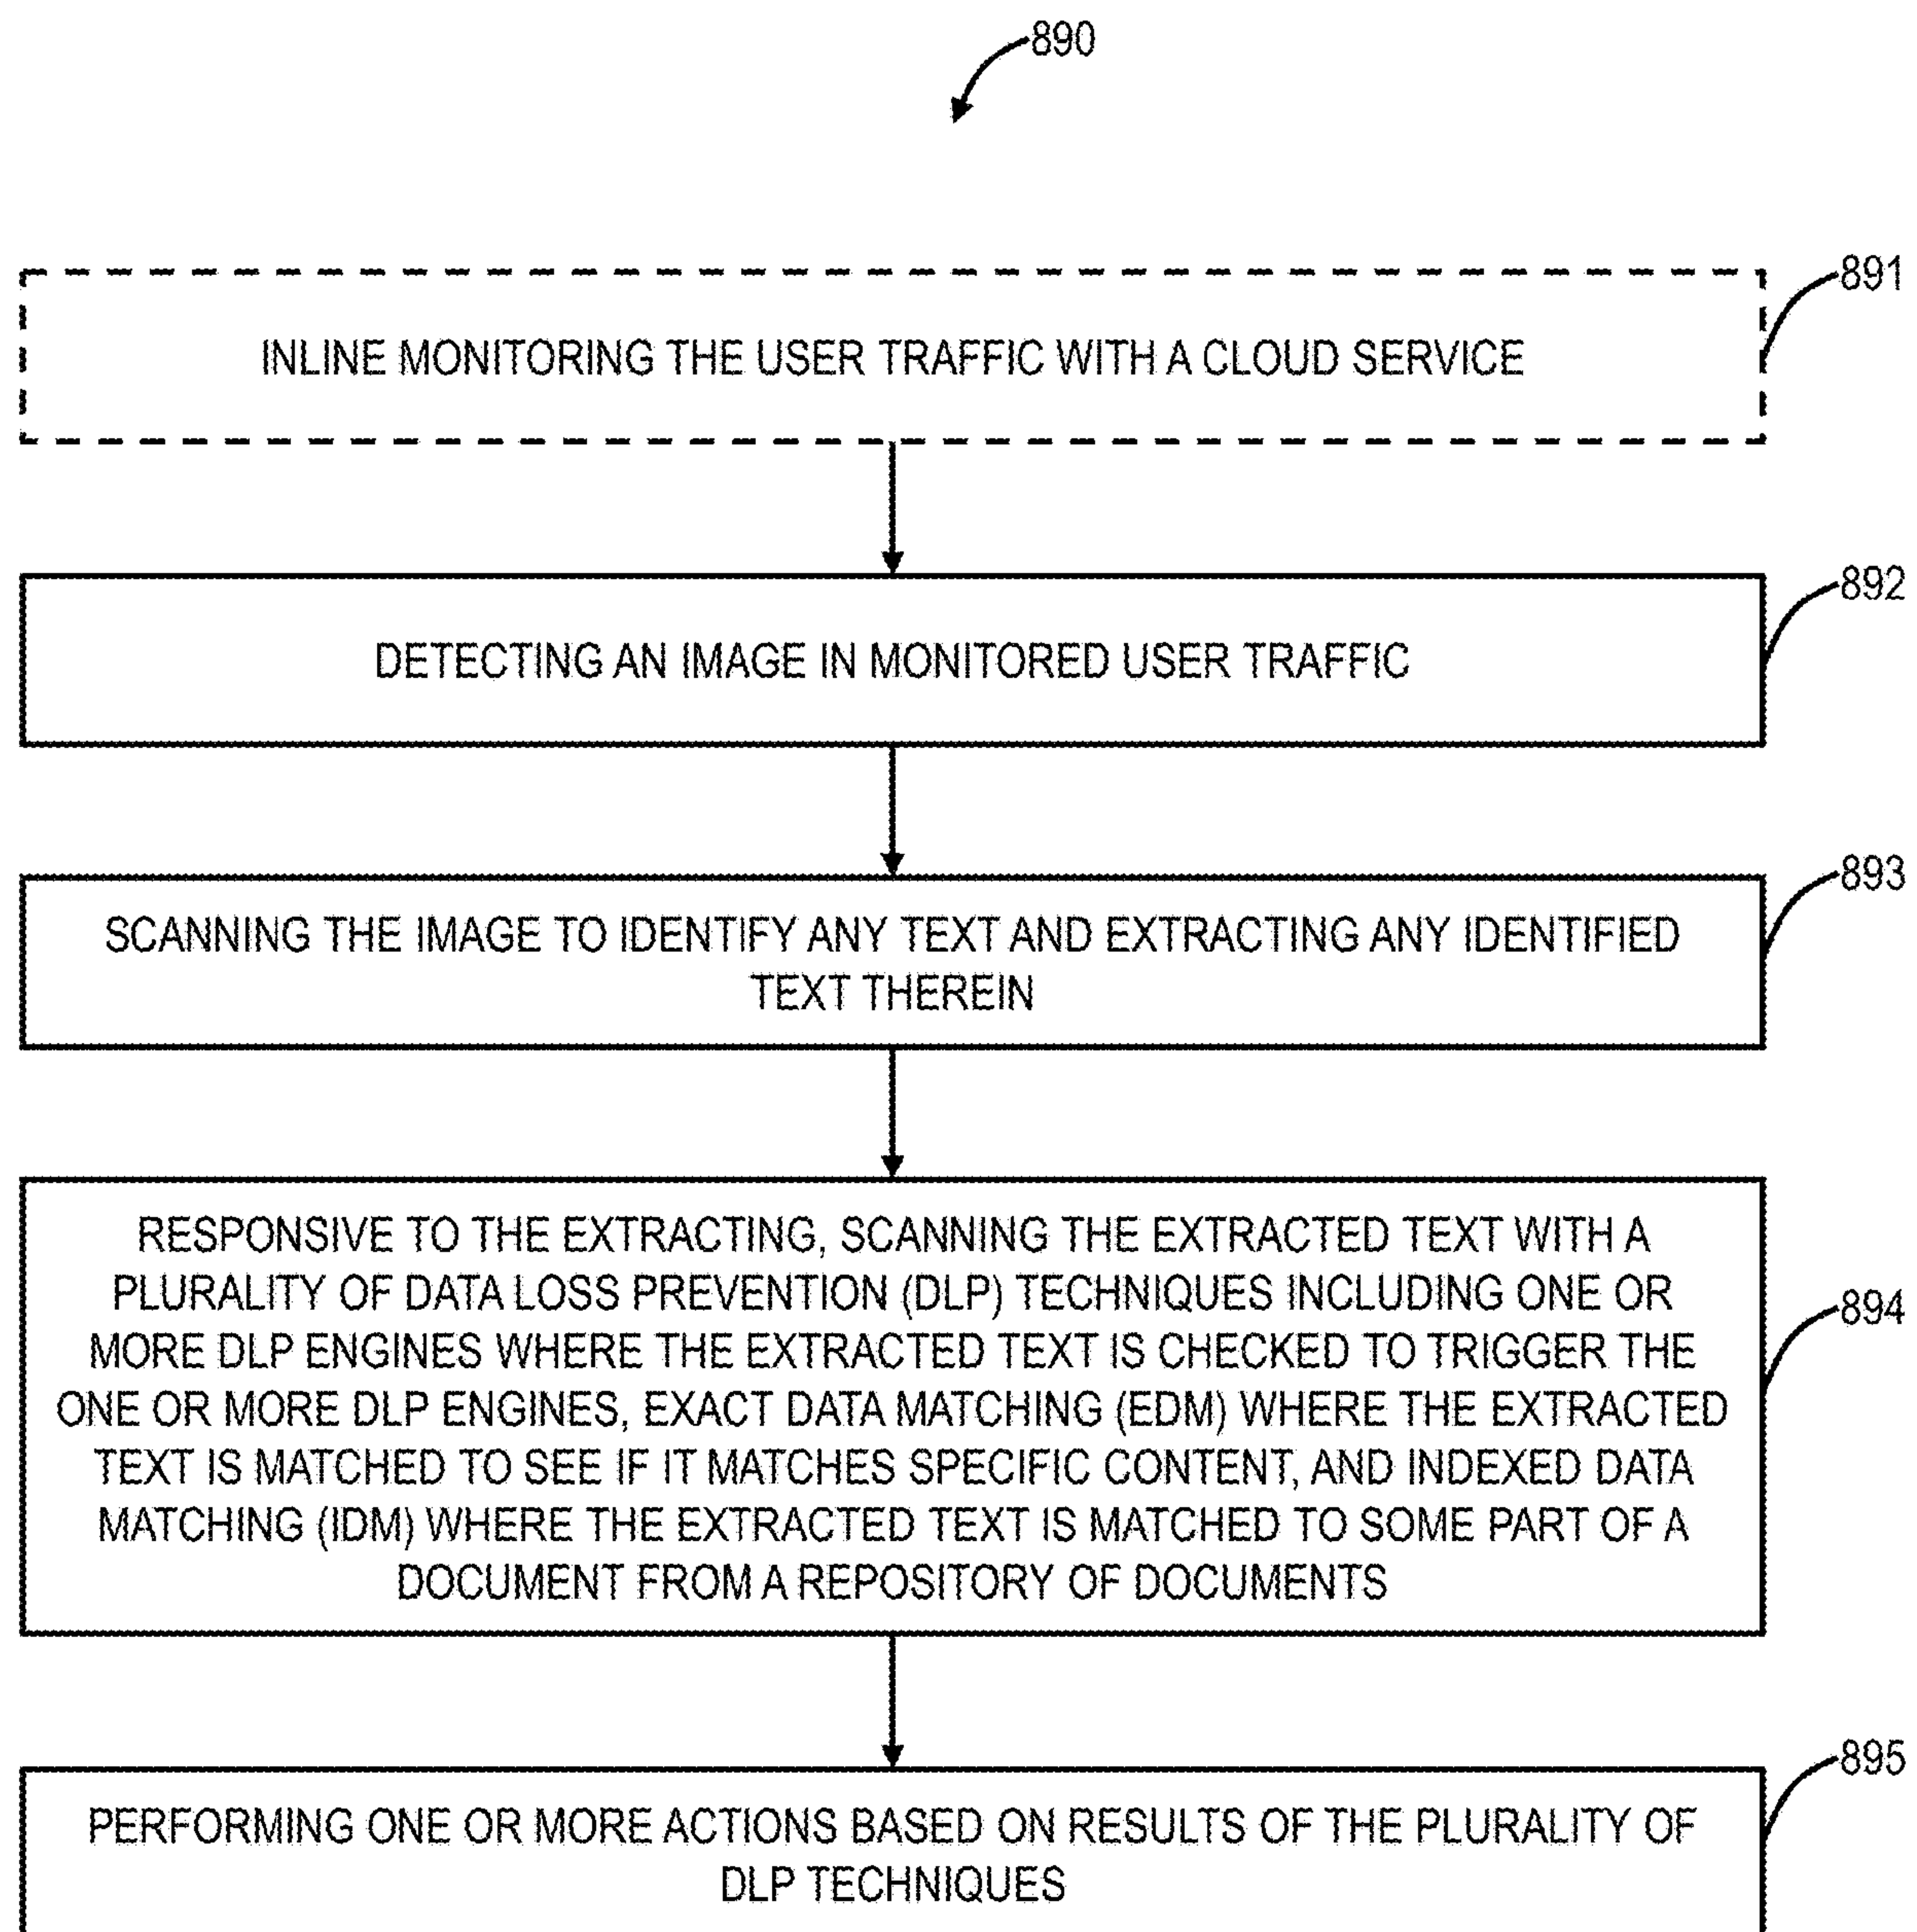 890
891
INLINE MONITORING THE USER TRAFFIC WITH A CLOUD SERVICE
892
DETECTING AN IMAGE IN MONITORED USER TRAFFIC
893
SCANNING THE IMAGE TO IDENTIFY ANY TEXT AND EXTRACTING ANY IDENTIFIED
TEXT THEREIN
894
RESPONSIVE TO THE EXTRACTING, SCANNING THE EXTRACTED TEXT WITH A
PLURALITY OF DATA LOSS PREVENTION (DLP) TECHNIQUES INCLUDING ONE OR
MORE DLP ENGINES WHERE THE EXTRACTED TEXT IS CHECKED TO TRIGGER THE
ONE OR MORE DLP ENGINES, EXACT DATA MATCHING (EDM) WHERE THE EXTRACTED
TEXT IS MATCHED TO SEE IF IT MATCHES SPECIFIC CONTENT, AND INDEXED DATA
MATCHING (IDM) WHERE THE EXTRACTED TEXT IS MATCHED TO SOME PART OF A
DOCUMENT FROM A REPOSITORY OF DOCUMENTS
895
PERFORMING ONE OR MORE ACTIONS BASED ON RESULTS OF THE PLURALITY OF
DLP TECHNIQUES